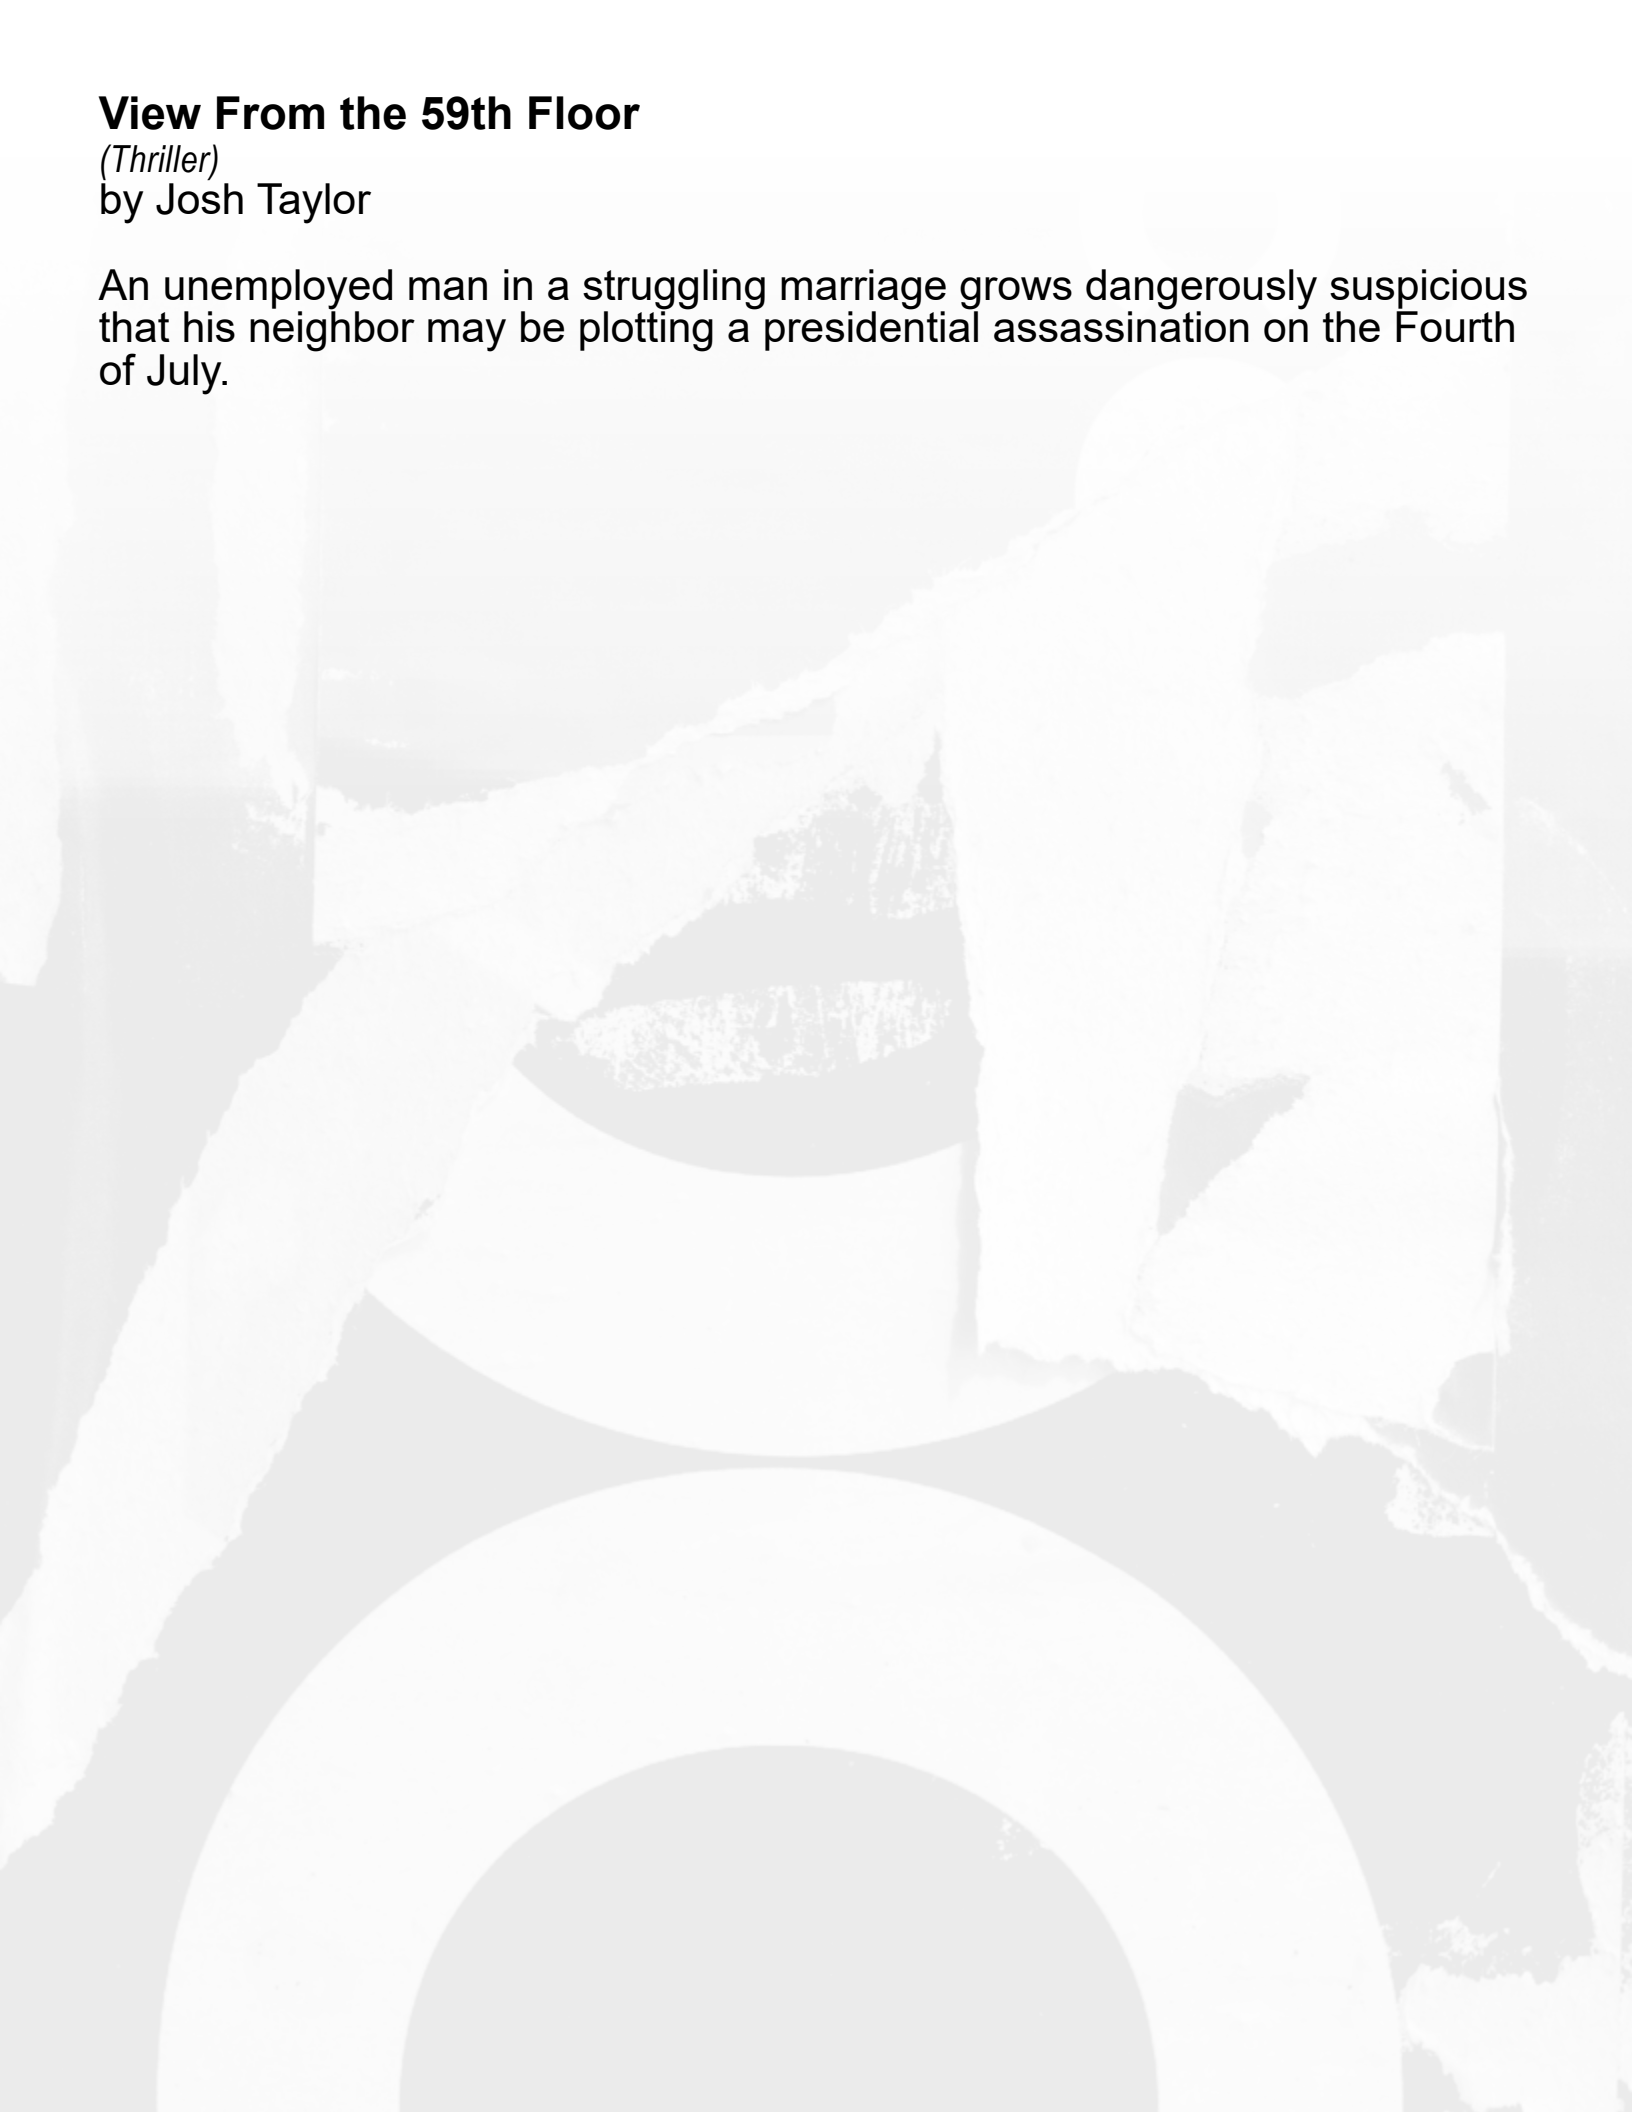 View From the 59th Floor
(Thriller)
by Josh Taylor
An unemployed man in a struggling marriage grows dangerously suspicious
that his neighbor may be plotting a presidential assassination on the Fourth
of July.